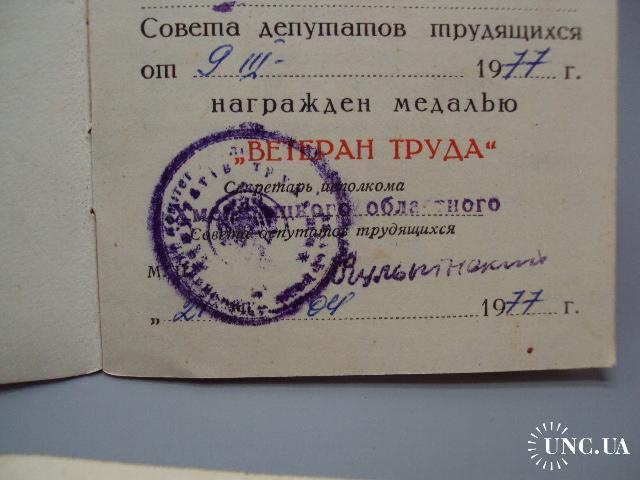 Совета депутатов трудящихся
от 9 III - 1977 г.
награжден медалью
„ВЕТЕРАН ТРУДА“
Секретарь исполкома
областного
Совета депутатов трудящихся
М.
„ 04 1977 г.
UNC.UA